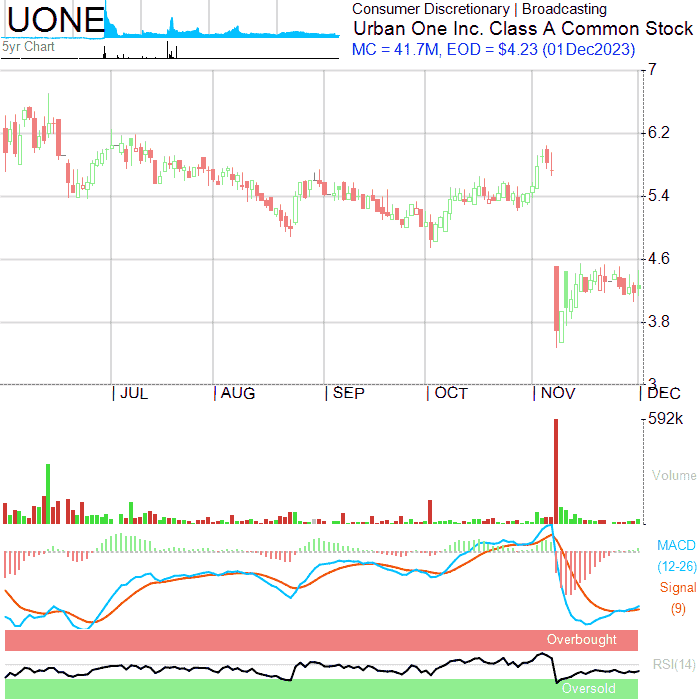 UONE
Consumer Discretionary | Broadcasting
Urban One Inc. Class A Common Stock
MC = 41.7M, EOD = $4.23 (01Dec2023)
5yr Chart
7
6.2
5.4
4.6
3.8
3
JUL AUG SEP OCT NOV DEC
592k
Volume
MACD
(12-26)
Signal
(9)
Overbought
RSI(14)
Oversold